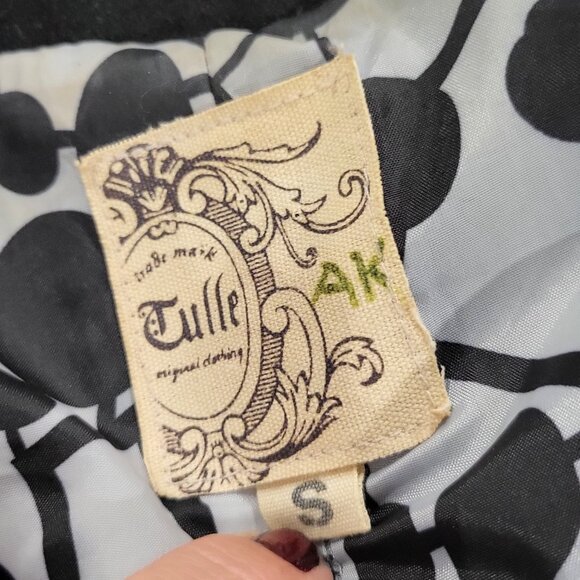 trade mark
Tulle
original clothing
AK
S